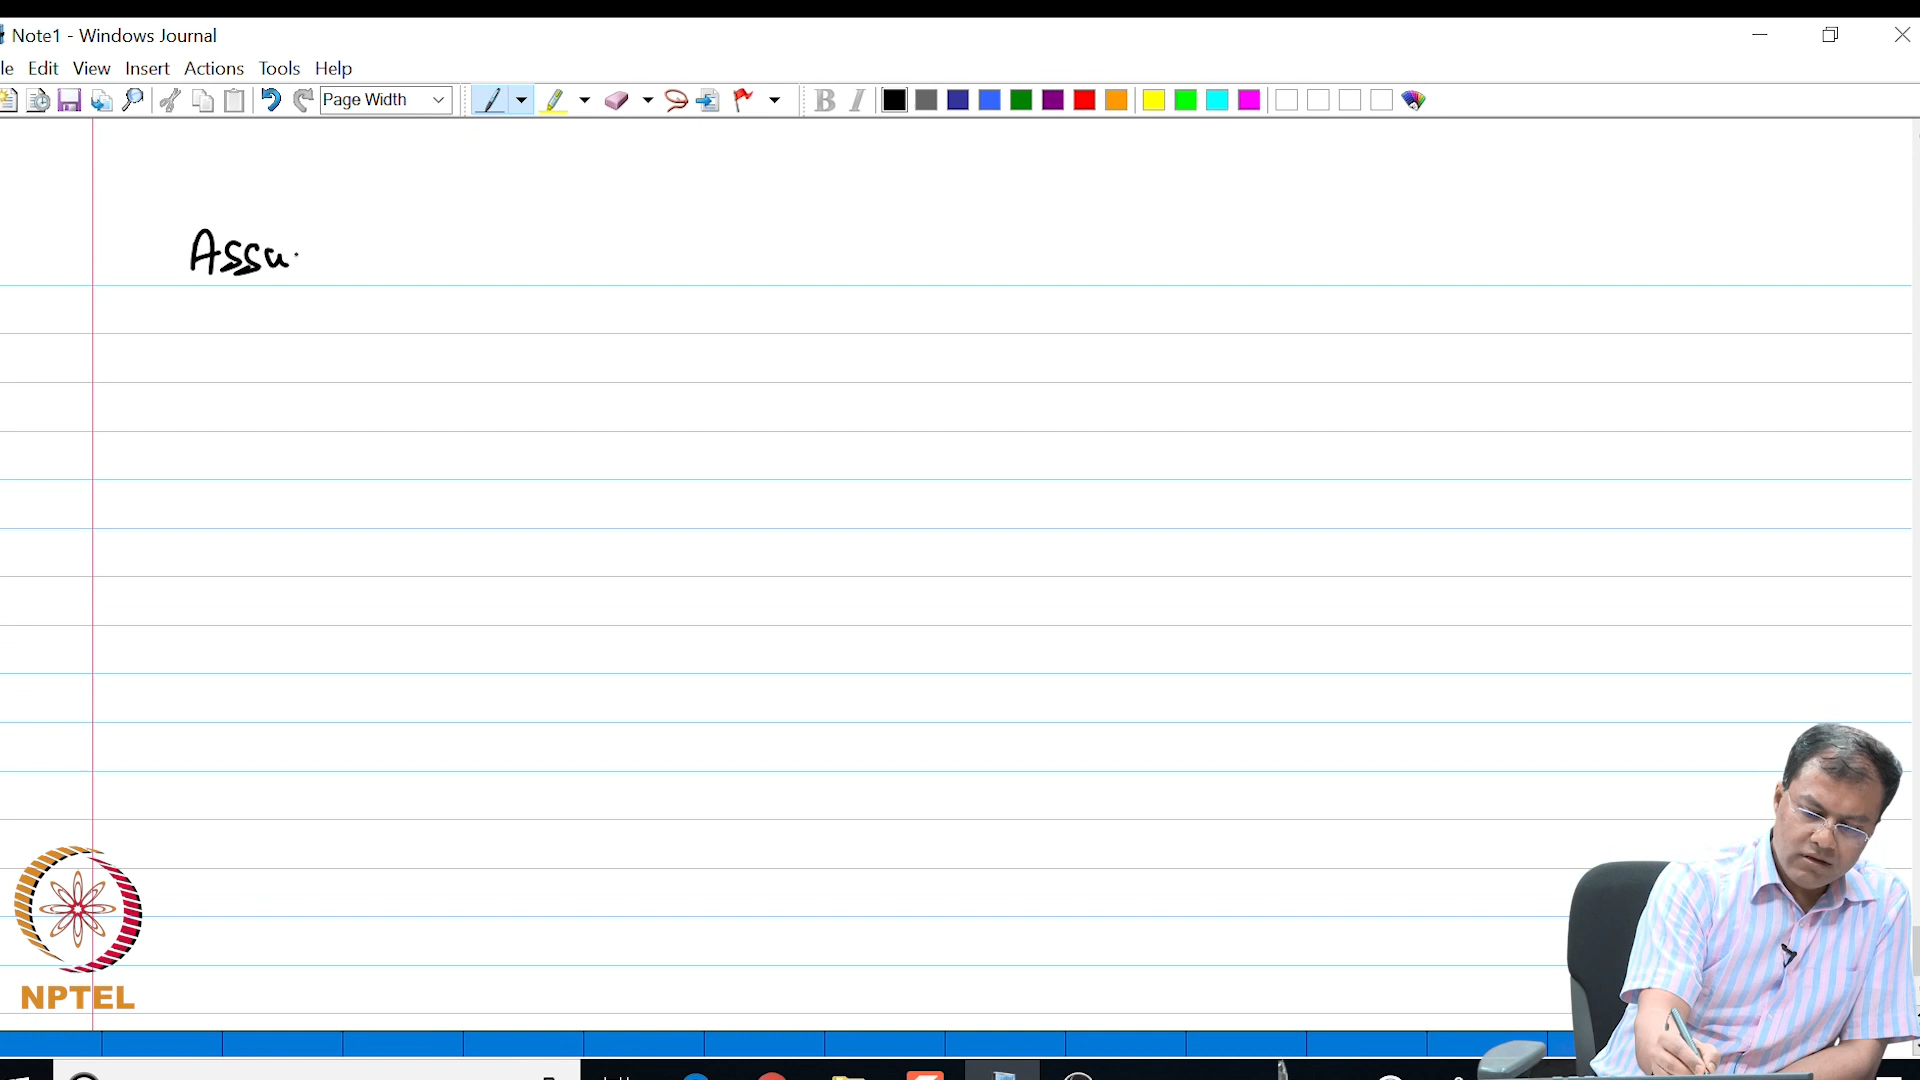 Note1 - Windows Journal
le Edit View Insert Actions Tools Help
Page Width B I
Assu
NPTEL